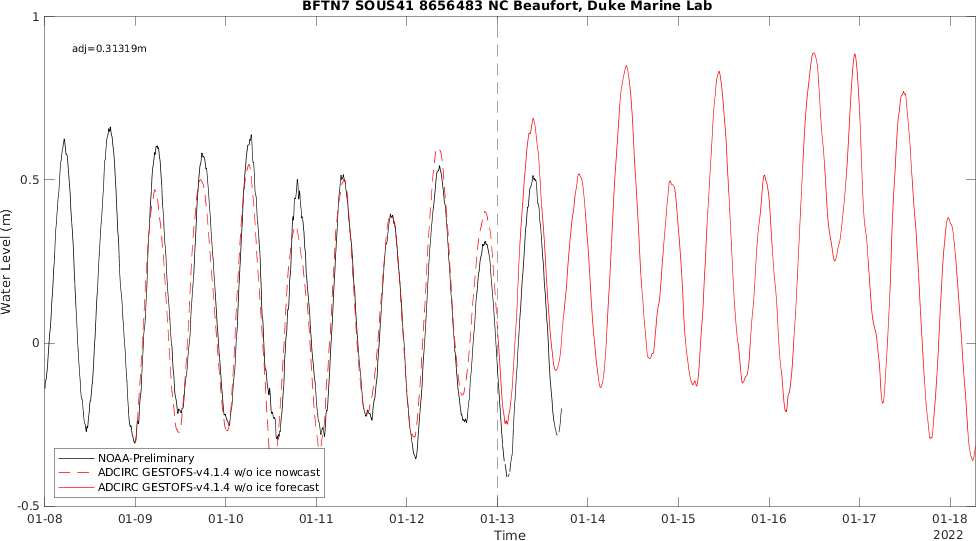 BFTN7 SOUS41 8656483 NC Beaufort, Duke Marine Lab
adj=0.31319m
1
0.5
0
-0.5
Water Level (m)
NOAA-Preliminary
ADCIRC GESTOFS-v4.1.4 w/o ice nowcast
ADCIRC GESTOFS-v4.1.4 w/o ice forecast
01-08 01-09 01-10 01-11 01-12 01-13 01-14 01-15 01-16 01-17 01-18
Time
2022